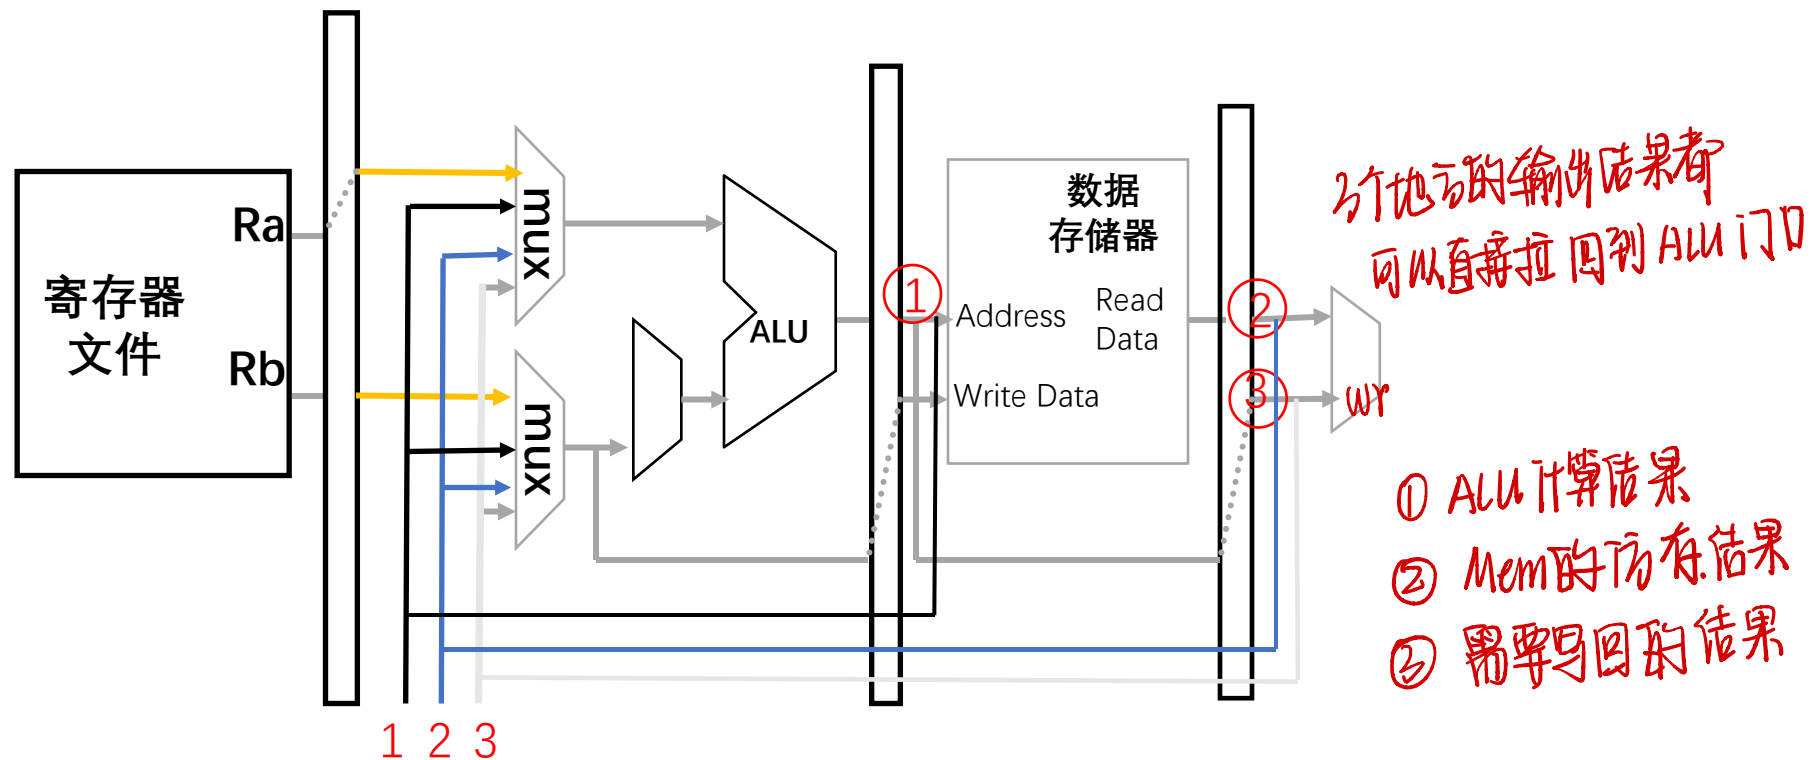 Ra
寄存器
文件
Rb
mux
mux
ALU
数据
存储器
Address
Read
Data
Write Data
1
2
3
wr
3个地方的输出结果都
可以直接拉回到ALU门口
① ALU计算结果
② Mem的访存结果
③ 需要写回的结果
1 2 3